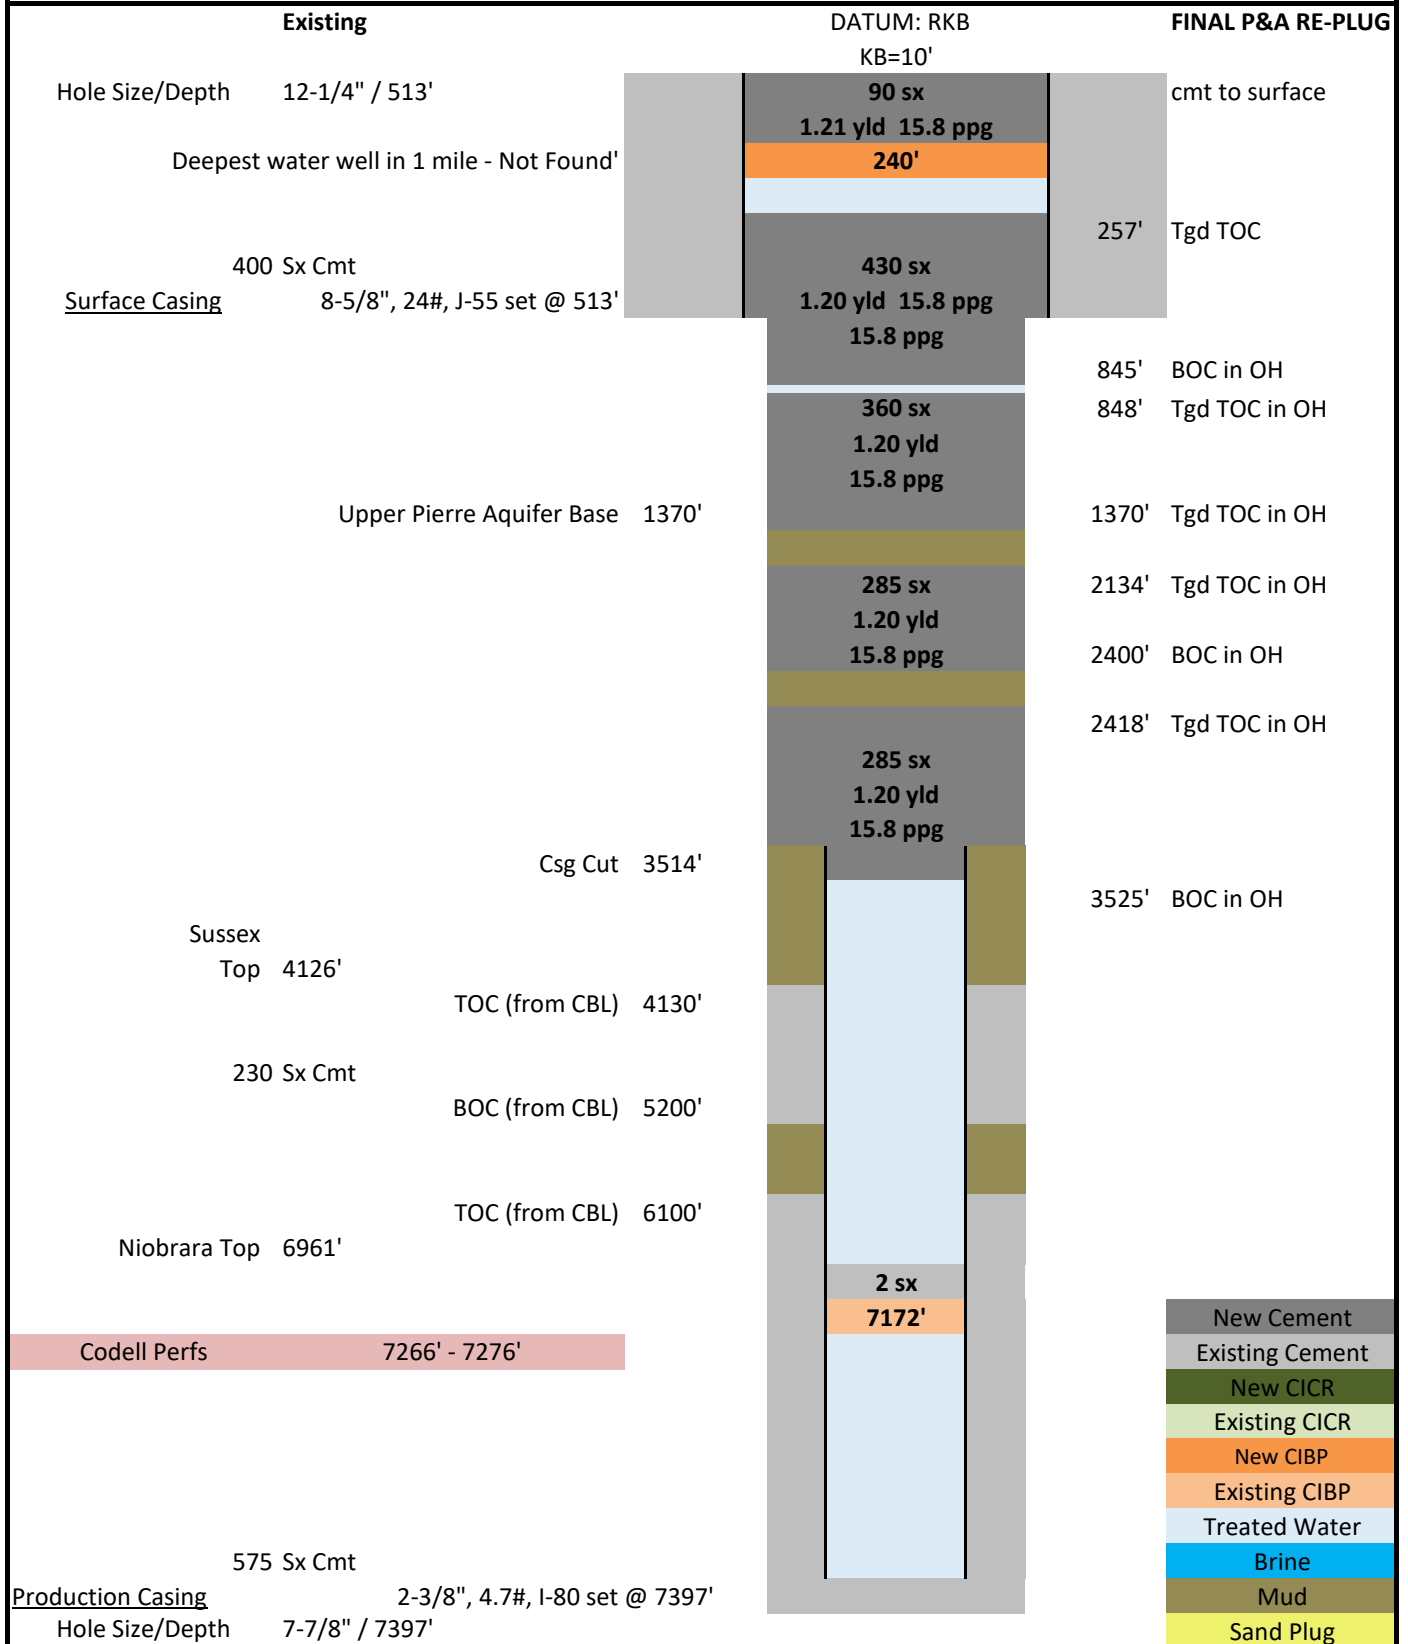 Existing DATUM: RKB FINAL P&A RE-PLUG
KB=10'
Hole Size/Depth 12-1/4" / 513' 90 sx cmt to surface
1.21 yld 15.8 ppg
Deepest water well in 1 mile - Not Found' 240'
257' Tgd TOC
400 Sx Cmt 430 sx
Surface Casing 8-5/8", 24#, J-55 set @ 513' 1.20 yld 15.8 ppg
15.8 ppg
845' BOC in OH
360 sx 848' Tgd TOC in OH
1.20 yld
15.8 ppg
Upper Pierre Aquifer Base 1370' 1370' Tgd TOC in OH
285 sx 2134' Tgd TOC in OH
1.20 yld
15.8 ppg 2400' BOC in OH
2418' Tgd TOC in OH
285 sx
1.20 yld
15.8 ppg
Csg Cut 3514'
3525' BOC in OH
Sussex
Top 4126'
TOC (from CBL) 4130'
230 Sx Cmt
BOC (from CBL) 5200'
TOC (from CBL) 6100'
Niobrara Top 6961'
2 sx
7172' New Cement
Codell Perfs 7266' - 7276' Existing Cement
New CICR
Existing CICR
New CIBP
Existing CIBP
Treated Water
575 Sx Cmt Brine
Production Casing 2-3/8", 4.7#, I-80 set @ 7397' Mud
Hole Size/Depth 7-7/8" / 7397' Sand Plug